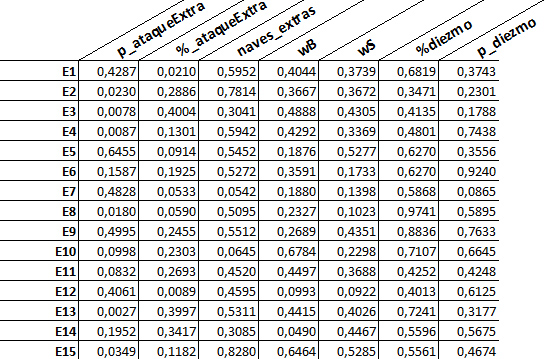 p_ataqueExtra %_ataqueExtra naves_extras wB wS %diezmo p_diezmo
E1 0,4287 0,0210 0,5952 0,4044 0,3739 0,6819 0,3743
E2 0,0230 0,2886 0,7814 0,3667 0,3672 0,3471 0,2301
E3 0,0078 0,4004 0,3041 0,4888 0,4305 0,4135 0,1788
E4 0,0087 0,1301 0,5942 0,4292 0,3369 0,4801 0,7438
E5 0,6455 0,0914 0,5452 0,1876 0,5277 0,6270 0,3556
E6 0,1587 0,1925 0,5272 0,3591 0,1733 0,6270 0,9240
E7 0,4828 0,0533 0,0542 0,1880 0,1398 0,5868 0,0865
E8 0,0180 0,0590 0,5095 0,2327 0,1023 0,9741 0,5895
E9 0,4995 0,2455 0,5512 0,2689 0,4351 0,8836 0,7633
E10 0,0998 0,2303 0,0645 0,6784 0,2298 0,7107 0,6645
E11 0,0832 0,2693 0,4520 0,4497 0,3688 0,4252 0,4248
E12 0,4061 0,0089 0,4595 0,0993 0,0922 0,4013 0,6125
E13 0,0027 0,3997 0,5311 0,4415 0,4026 0,7241 0,3177
E14 0,1952 0,3417 0,3085 0,0490 0,4467 0,5596 0,5675
E15 0,0349 0,1182 0,8280 0,6464 0,5285 0,5561 0,4674